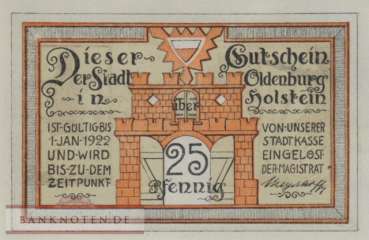 Dieser Gutschein
Der Stadt Oldenburg
in über Holstein
IST GÜLTIG BIS
1·JAN·1922
UND WIRD
BIS·ZU·DEM
ZEITPUNKT
25
Pfennig
VON·UNSERER
STADTKASSE
EINGELÖST
DER·MAGISTRAT
BANKNOTEN.DE